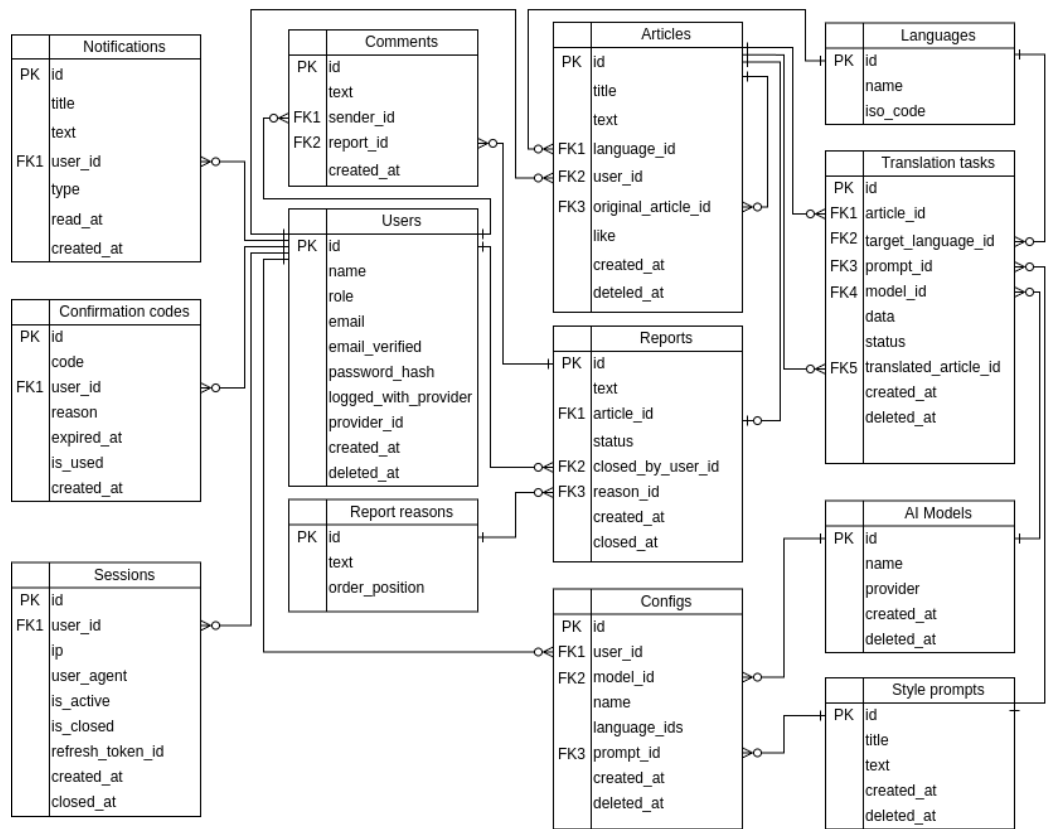 Notifications
PK id
title
text
FK1 user_id
type
read_at
created_at
Confirmation codes
PK id
code
FK1 user_id
reason
expired_at
is_used
created_at
Sessions
PK id
FK1 user_id
ip
user_agent
is_active
is_closed
refresh_token_id
created_at
closed_at
Comments
PK id
text
FK1 sender_id
FK2 report_id
created_at
Users
PK id
name
role
email
email_verified
password_hash
logged_with_provider
provider_id
created_at
deleted_at
Report reasons
PK id
text
order_position
Articles
PK id
title
text
FK1 language_id
FK2 user_id
FK3 original_article_id
like
created_at
deteled_at
Reports
PK id
text
FK1 article_id
status
FK2 closed_by_user_id
FK3 reason_id
created_at
closed_at
Configs
PK id
FK1 user_id
FK2 model_id
name
language_ids
FK3 prompt_id
created_at
deleted_at
Languages
PK id
name
iso_code
Translation tasks
PK id
FK1 article_id
FK2 target_language_id
FK3 prompt_id
FK4 model_id
data
status
FK5 translated_article_id
created_at
deleted_at
AI Models
PK id
name
provider
created_at
deleted_at
Style prompts
PK id
title
text
created_at
deleted_at